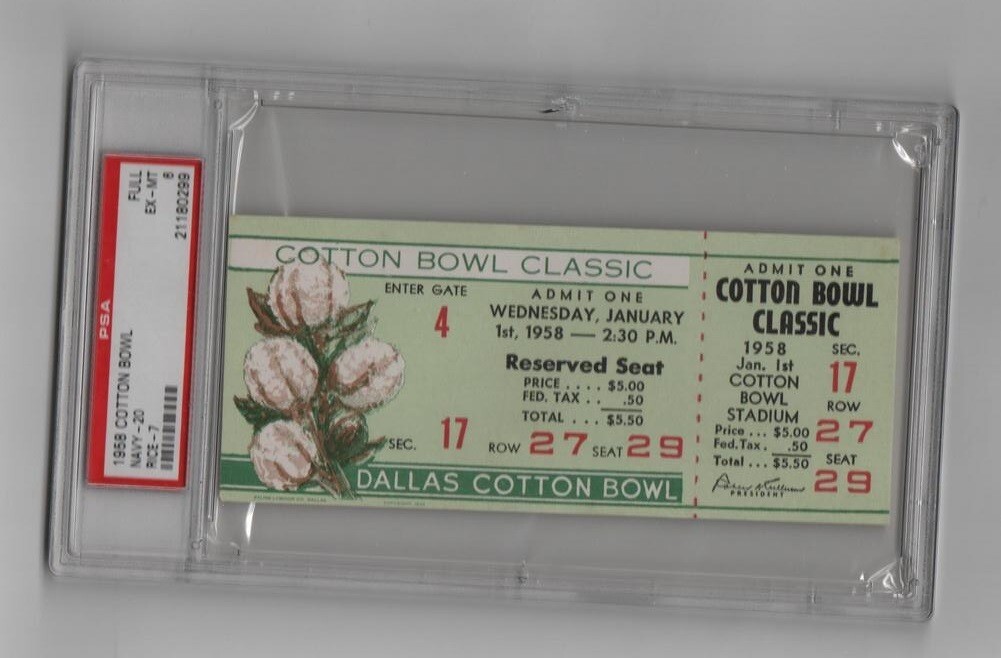 PSA
1958 COTTON BOWL FULL
NAVY-20 EX-MT
RICE-7 6
21180299
COTTON BOWL CLASSIC
ENTER GATE
4
ADMIT ONE
WEDNESDAY, JANUARY
1st, 1958 — 2:30 P.M.
Reserved Seat
PRICE .... $5.00
FED. TAX .. .50
TOTAL ... $5.50
SEC. 17 ROW 27 SEAT 29
DALLAS COTTON BOWL
ADMIT ONE
COTTON BOWL
CLASSIC
1958 SEC.
Jan. 1st 17
COTTON ROW
BOWL
STADIUM
Price ... $5.00 27
Fed. Tax . .50
Total ... $5.50 SEAT
29
PRESIDENT